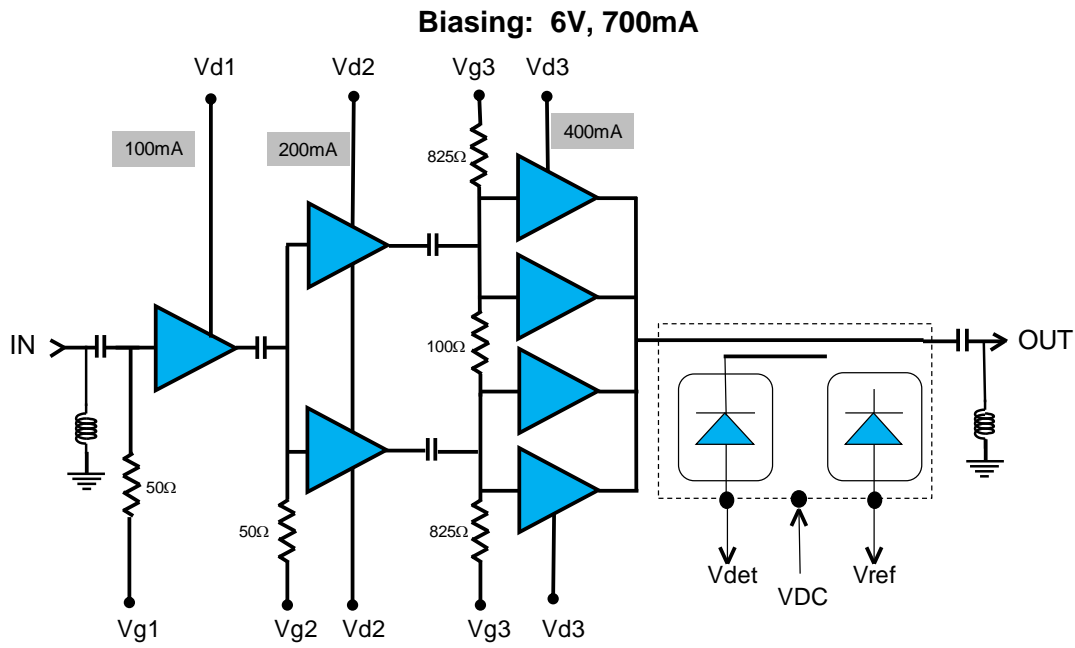 Biasing: 6V, 700mA
Vd1
Vd2
Vg3
Vd3
100mA
200mA
825Ω
400mA
IN
100Ω
OUT
50Ω
50Ω
825Ω
Vdet
VDC
Vref
Vg1
Vg2
Vd2
Vg3
Vd3